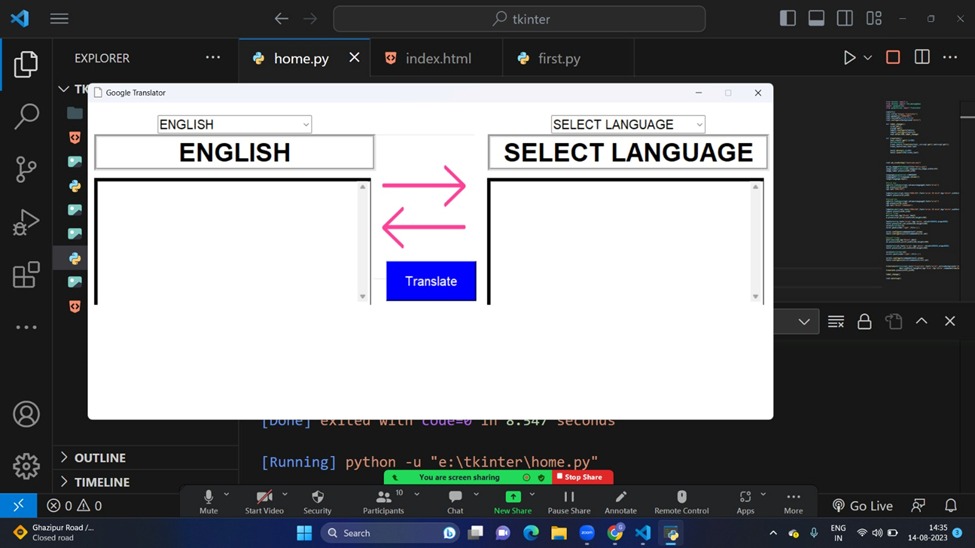 tkinter
EXPLORER
home.py
index.html
first.py
TK
Google Translator
ENGLISH
SELECT LANGUAGE
ENGLISH
SELECT LANGUAGE
Translate
[Done] exited with code=0 in 8.547 seconds
[Running] python -u "e:\tkinter\home.py"
OUTLINE
TIMELINE
You are screen sharing
Stop Share
Mute
Start Video
Security
10
Participants
Chat
New Share
Pause Share
Annotate
Remote Control
Apps
More
0 0
Go Live
Ghazipur Road /...
Closed road
Search
ENG
IN
14:35
14-08-2023
3